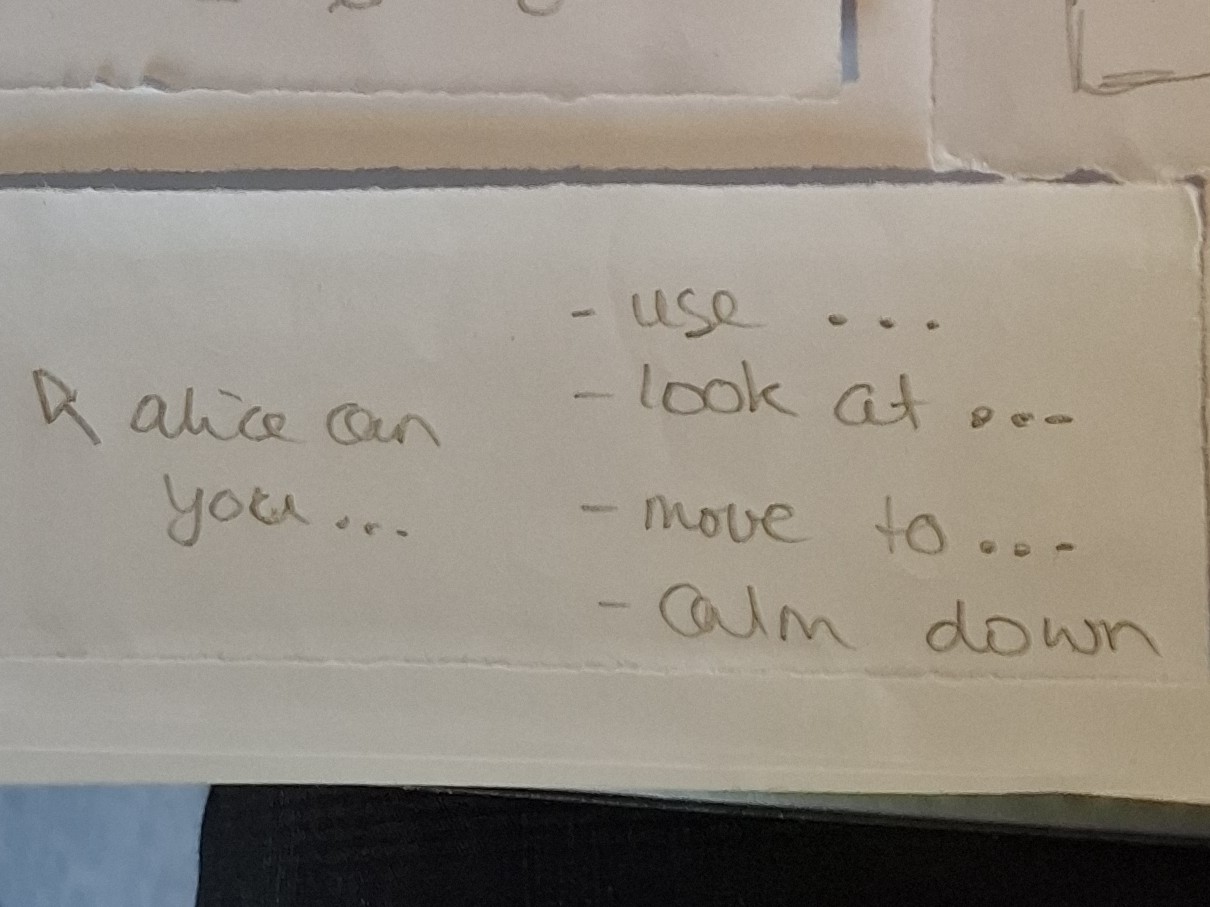 alice can
you...
- use ...
- look at ...
- move to ...
- calm down